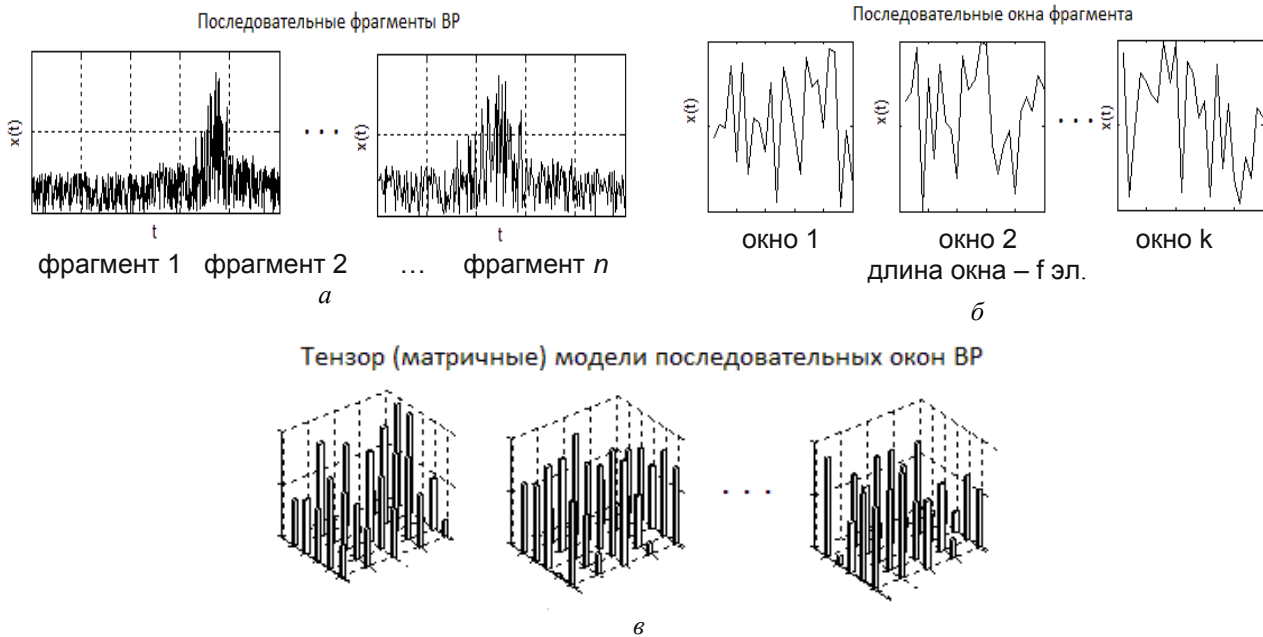 Последовательные фрагменты ВР
x(t)
t
. . .
x(t)
t
фрагмент 1 фрагмент 2 ... фрагмент n
а
Последовательные окна фрагмента
x(t)
x(t)
. . .
x(t)
окно 1 окно 2 окно k
длина окна – f эл.
б
Тензор (матричные) модели последовательных окон ВР
. . .
в